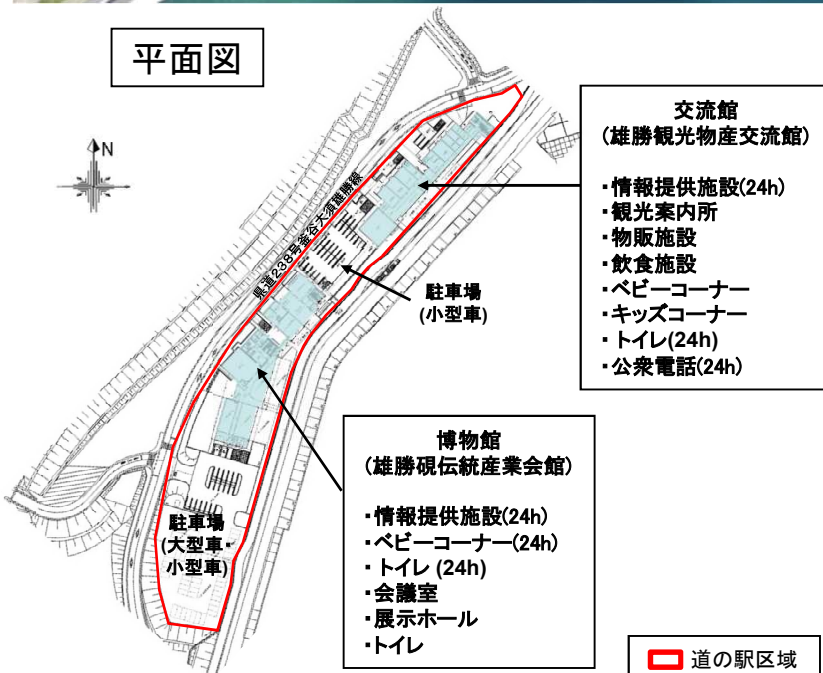 平面図
N
県道238号釜谷大須雄勝線
交流館
(雄勝観光物産交流館)
・情報提供施設(24h)
・観光案内所
・物販施設
・飲食施設
・ベビーコーナー
・キッズコーナー
・トイレ(24h)
・公衆電話(24h)
駐車場
(小型車)
博物館
(雄勝硯伝統産業会館)
・情報提供施設(24h)
・ベビーコーナー(24h)
・トイレ (24h)
・会議室
・展示ホール
・トイレ
駐車場
(大型車・
小型車)
道の駅区域